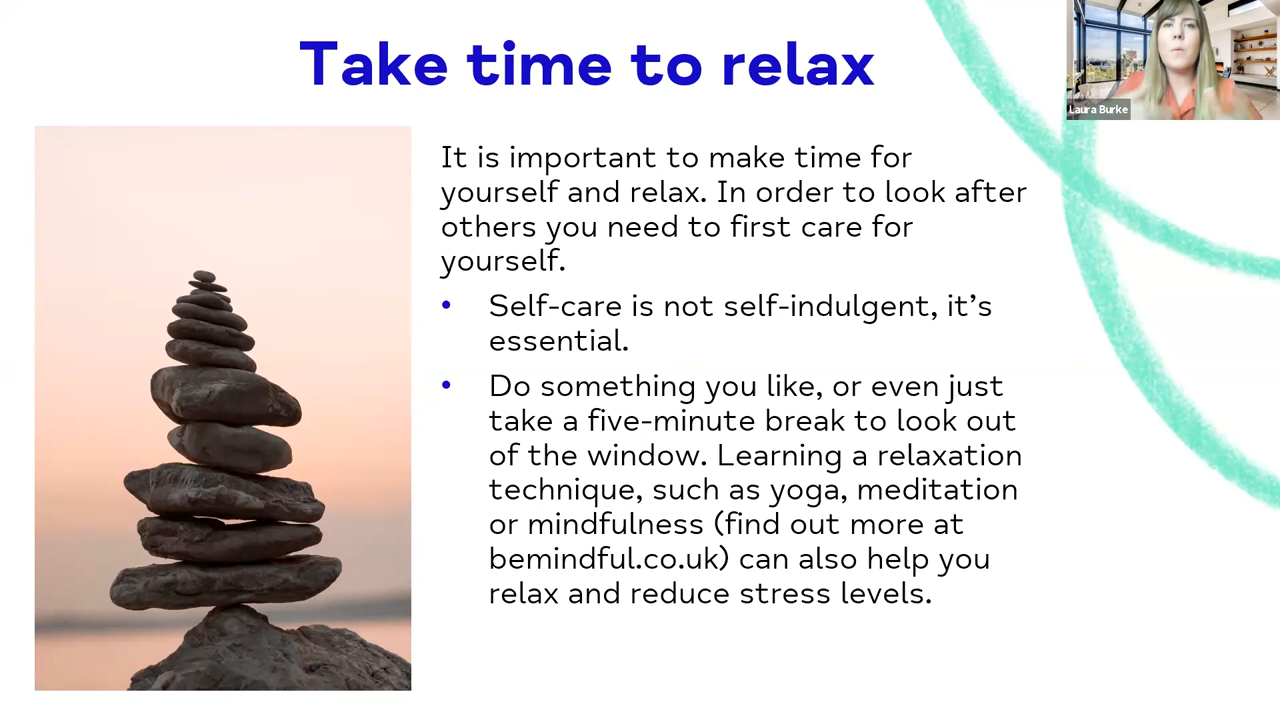 Take time to relax
Laura Burke
It is important to make time for
yourself and relax. In order to look after
others you need to first care for
yourself.
• Self-care is not self-indulgent, it’s
essential.
• Do something you like, or even just
take a five-minute break to look out
of the window. Learning a relaxation
technique, such as yoga, meditation
or mindfulness (find out more at
bemindful.co.uk) can also help you
relax and reduce stress levels.